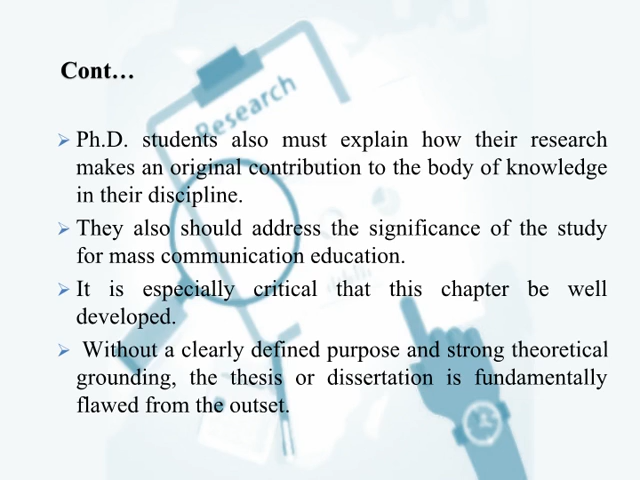 Cont…
Research
➢ Ph.D. students also must explain how their research
makes an original contribution to the body of knowledge
in their discipline.
➢ They also should address the significance of the study
for mass communication education.
➢ It is especially critical that this chapter be well
developed.
➢ Without a clearly defined purpose and strong theoretical
grounding, the thesis or dissertation is fundamentally
flawed from the outset.